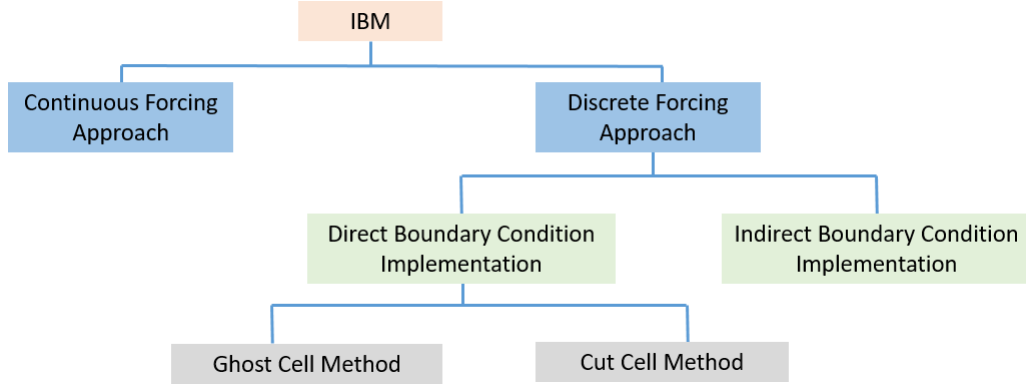 IBM
Continuous Forcing
Approach
Discrete Forcing
Approach
Direct Boundary Condition
Implementation
Indirect Boundary Condition
Implementation
Ghost Cell Method
Cut Cell Method